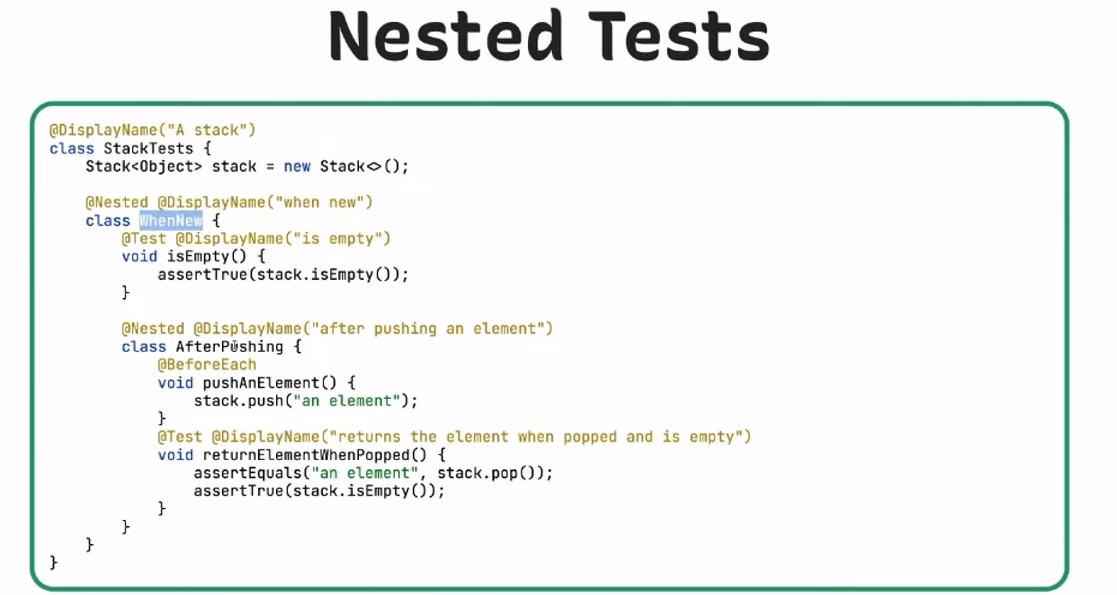 Nested Tests
@DisplayName("A stack")
class StackTests {
    Stack<Object> stack = new Stack<>();
    @Nested @DisplayName("when new")
    class WhenNew {
        @Test @DisplayName("is empty")
        void isEmpty() {
            assertTrue(stack.isEmpty());
        }
        @Nested @DisplayName("after pushing an element")
        class AfterPushing {
            @BeforeEach
            void pushAnElement() {
                stack.push("an element");
            }
            @Test @DisplayName("returns the element when popped and is empty")
            void returnElementWhenPopped() {
                assertEquals("an element", stack.pop());
                assertTrue(stack.isEmpty());
            }
        }
    }
}